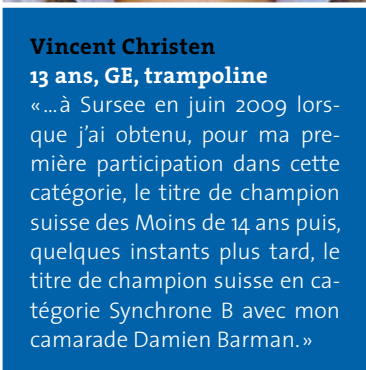 Vincent Christen
13 ans, GE, trampoline
«…à Sursee en juin 2009 lors-
que j’ai obtenu, pour ma pre-
mière participation dans cette
catégorie, le titre de champion
suisse des Moins de 14 ans puis,
quelques instants plus tard, le
titre de champion suisse en ca-
tégorie Synchrone B avec mon
camarade Damien Barman.»